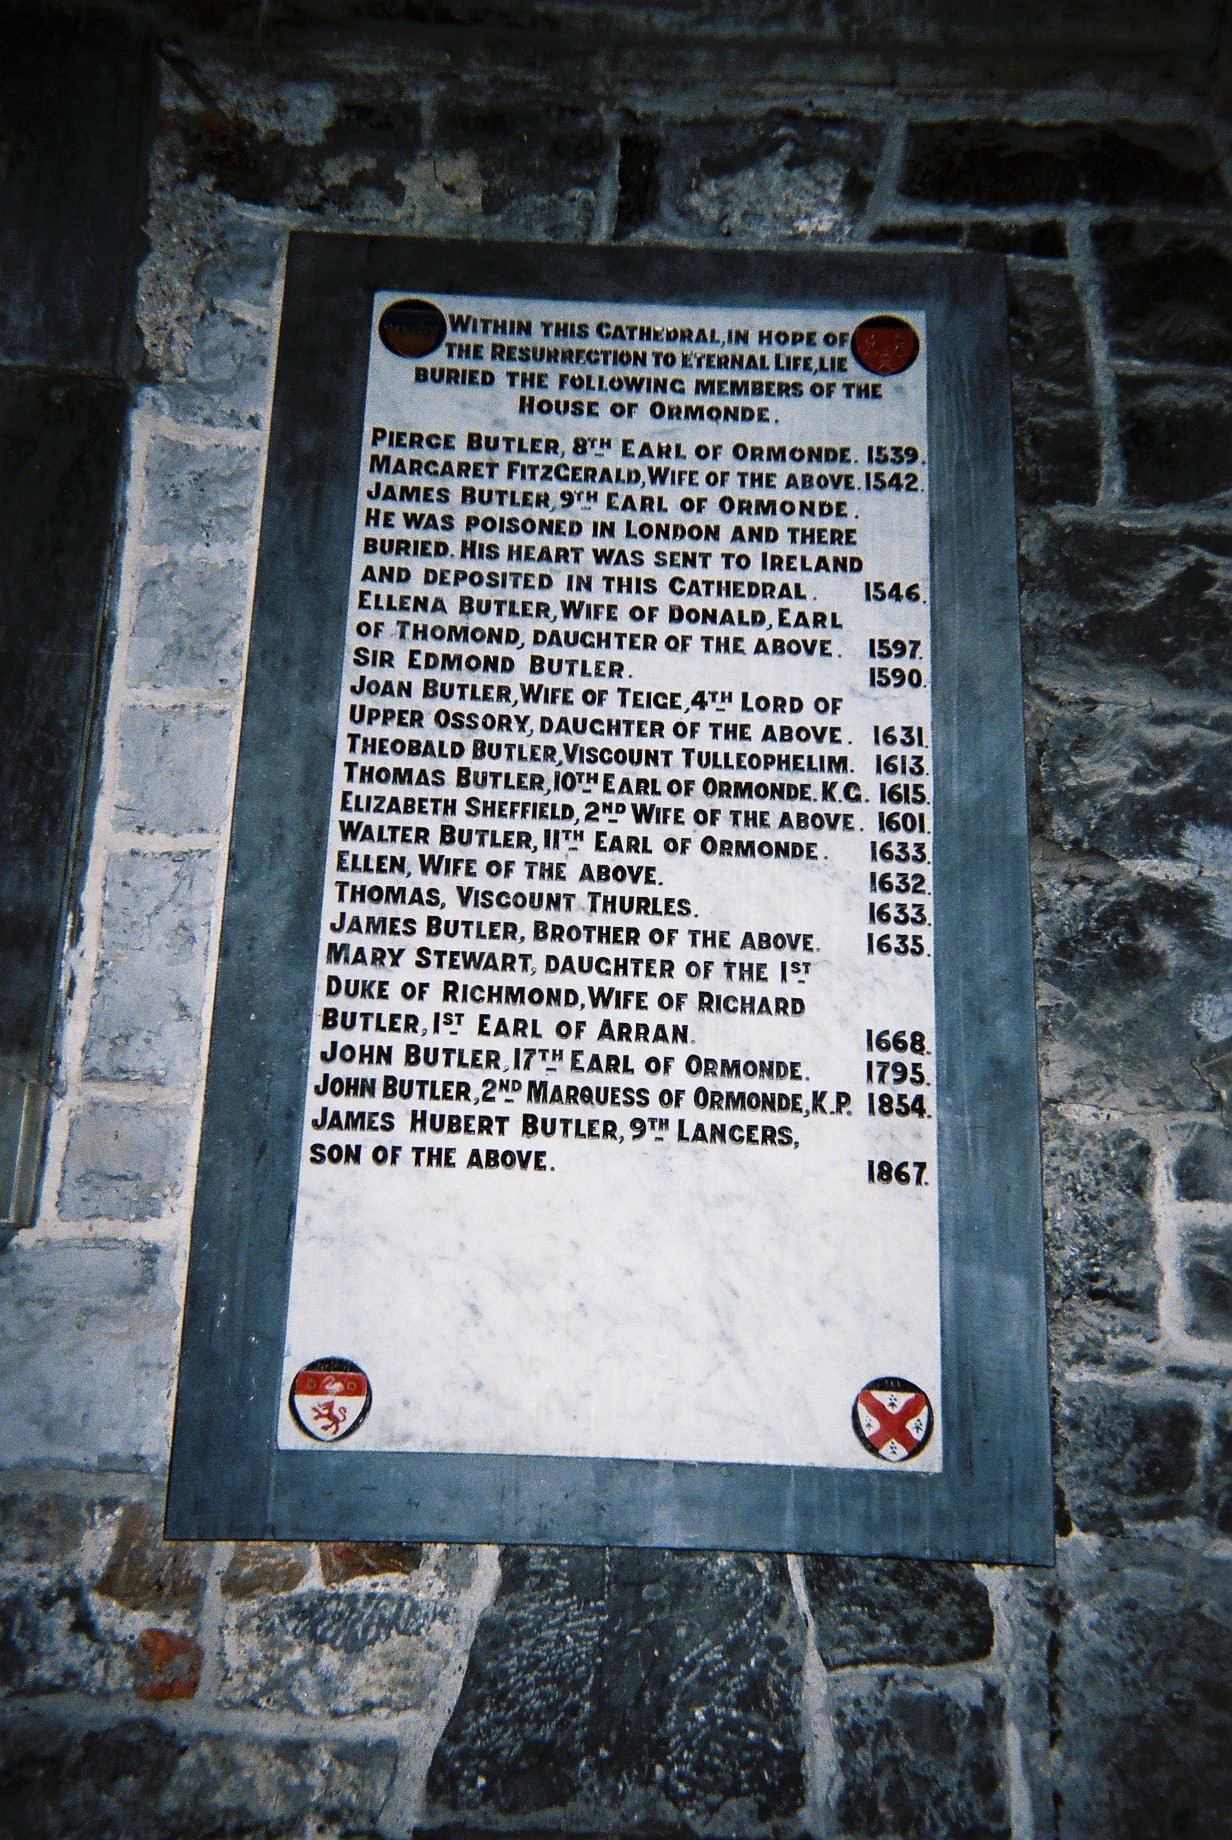 WITHIN THIS CATHEDRAL, IN HOPE OF
THE RESURRECTION TO ETERNAL LIFE, LIE
BURIED THE FOLLOWING MEMBERS OF THE
HOUSE OF ORMONDE.
PIERCE BUTLER, 8TH EARL OF ORMONDE. 1539.
MARGARET FITZGERALD, WIFE OF THE ABOVE. 1542.
JAMES BUTLER, 9TH EARL OF ORMONDE.
HE WAS POISONED IN LONDON AND THERE
BURIED. HIS HEART WAS SENT TO IRELAND
AND DEPOSITED IN THIS CATHEDRAL. 1546.
ELLENA BUTLER, WIFE OF DONALD, EARL
OF THOMOND, DAUGHTER OF THE ABOVE. 1597.
SIR EDMOND BUTLER. 1590.
JOAN BUTLER, WIFE OF TEIGE, 4TH LORD OF
UPPER OSSORY, DAUGHTER OF THE ABOVE. 1631.
THEOBALD BUTLER, VISCOUNT TULLEOPHELIM. 1613.
THOMAS BUTLER, 10TH EARL OF ORMONDE. K.G. 1615.
ELIZABETH SHEFFIELD, 2ND WIFE OF THE ABOVE. 1601.
WALTER BUTLER, 11TH EARL OF ORMONDE. 1633.
ELLEN, WIFE OF THE ABOVE. 1632.
THOMAS, VISCOUNT THURLES. 1633.
JAMES BUTLER, BROTHER OF THE ABOVE. 1635.
MARY STEWART, DAUGHTER OF THE 1ST
DUKE OF RICHMOND, WIFE OF RICHARD
BUTLER, 1ST EARL OF ARRAN. 1668.
JOHN BUTLER, 17TH EARL OF ORMONDE. 1795.
JOHN BUTLER, 2ND MARQUESS OF ORMONDE, K.P. 1854.
JAMES HUBERT BUTLER, 9TH LANCERS,
SON OF THE ABOVE. 1867.